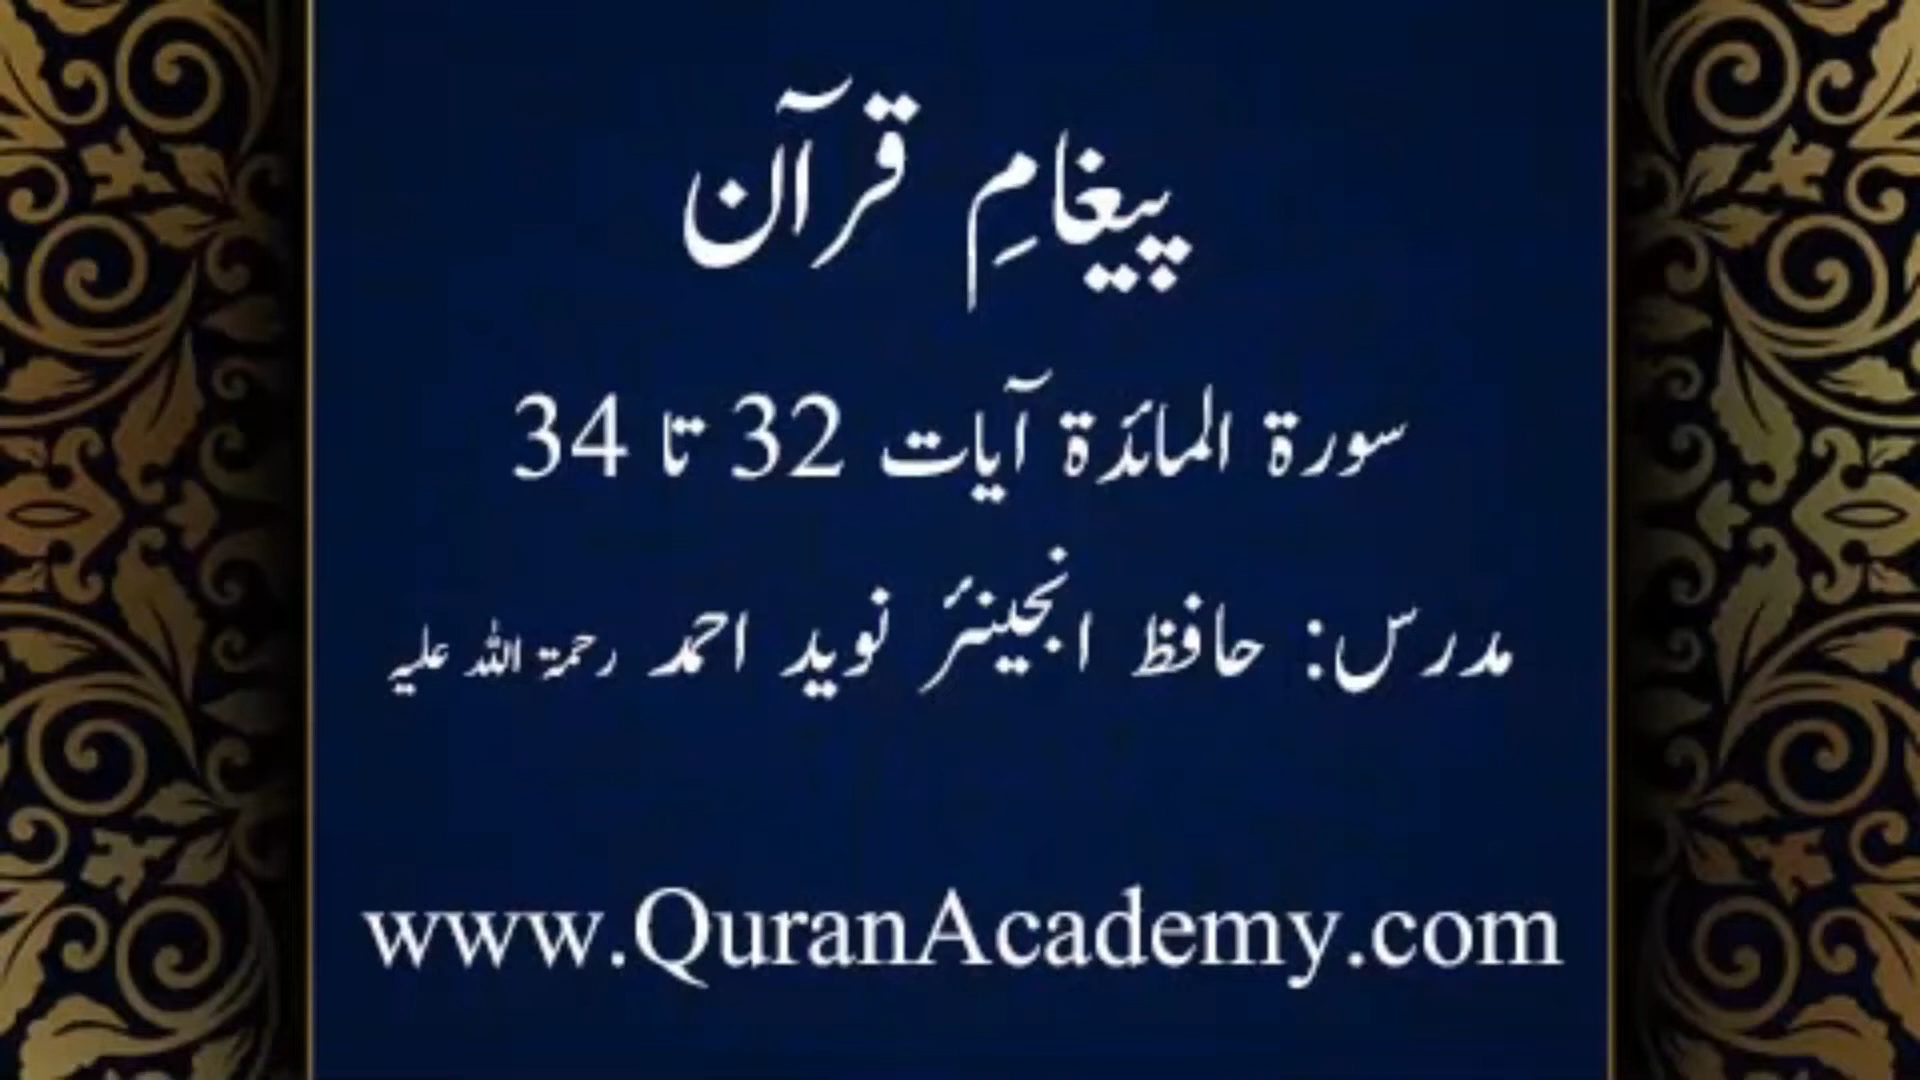 پیغامِ قرآن
سورۃ المائدۃ آیات 32 تا 34
مدرس: حافظ انجینئر نوید احمد رحمۃ اللہ علیہ
www.QuranAcademy.com